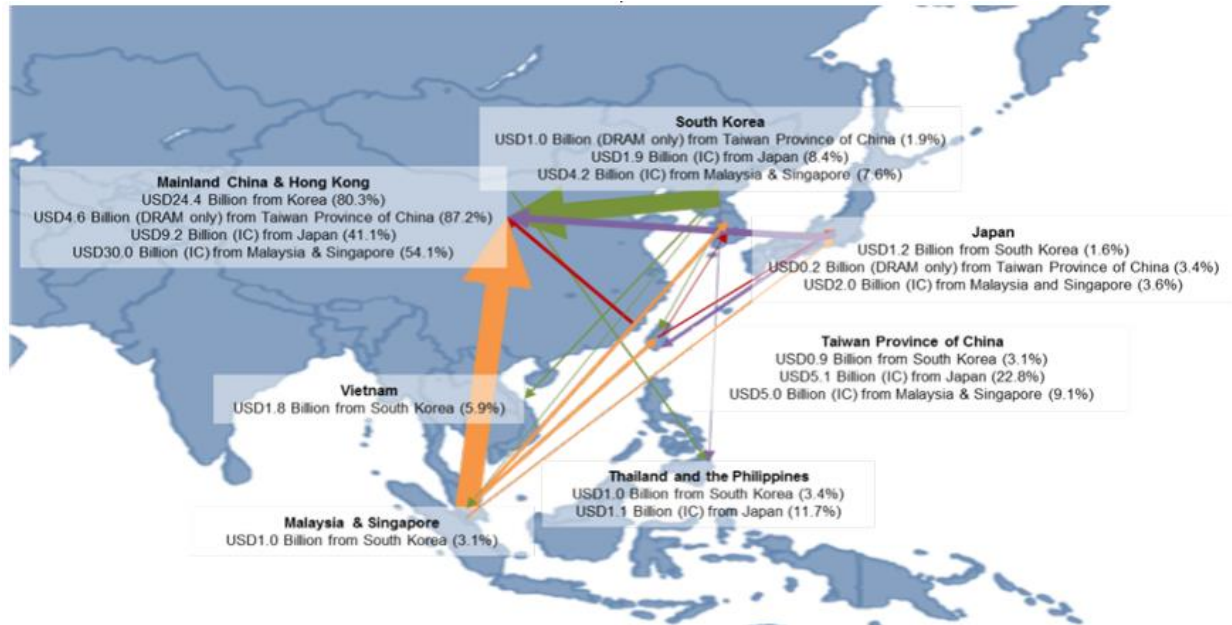 South Korea
USD1.0 Billion (DRAM only) from Taiwan Province of China (1.9%)
USD1.9 Billion (IC) from Japan (8.4%)
USD4.2 Billion (IC) from Malaysia & Singapore (7.6%)
Mainland China & Hong Kong
USD24.4 Billion from Korea (80.3%)
USD4.6 Billion (DRAM only) from Taiwan Province of China (87.2%)
USD9.2 Billion (IC) from Japan (41.1%)
USD30.0 Billion (IC) from Malaysia & Singapore (54.1%)
Japan
USD1.2 Billion from South Korea (1.6%)
USD0.2 Billion (DRAM only) from Taiwan Province of China (3.4%)
USD2.0 Billion (IC) from Malaysia and Singapore (3.6%)
Taiwan Province of China
USD0.9 Billion from South Korea (3.1%)
USD5.1 Billion (IC) from Japan (22.8%)
USD5.0 Billion (IC) from Malaysia & Singapore (9.1%)
Vietnam
USD1.8 Billion from South Korea (5.9%)
Thailand and the Philippines
USD1.0 Billion from South Korea (3.4%)
USD1.1 Billion (IC) from Japan (11.7%)
Malaysia & Singapore
USD1.0 Billion from South Korea (3.1%)